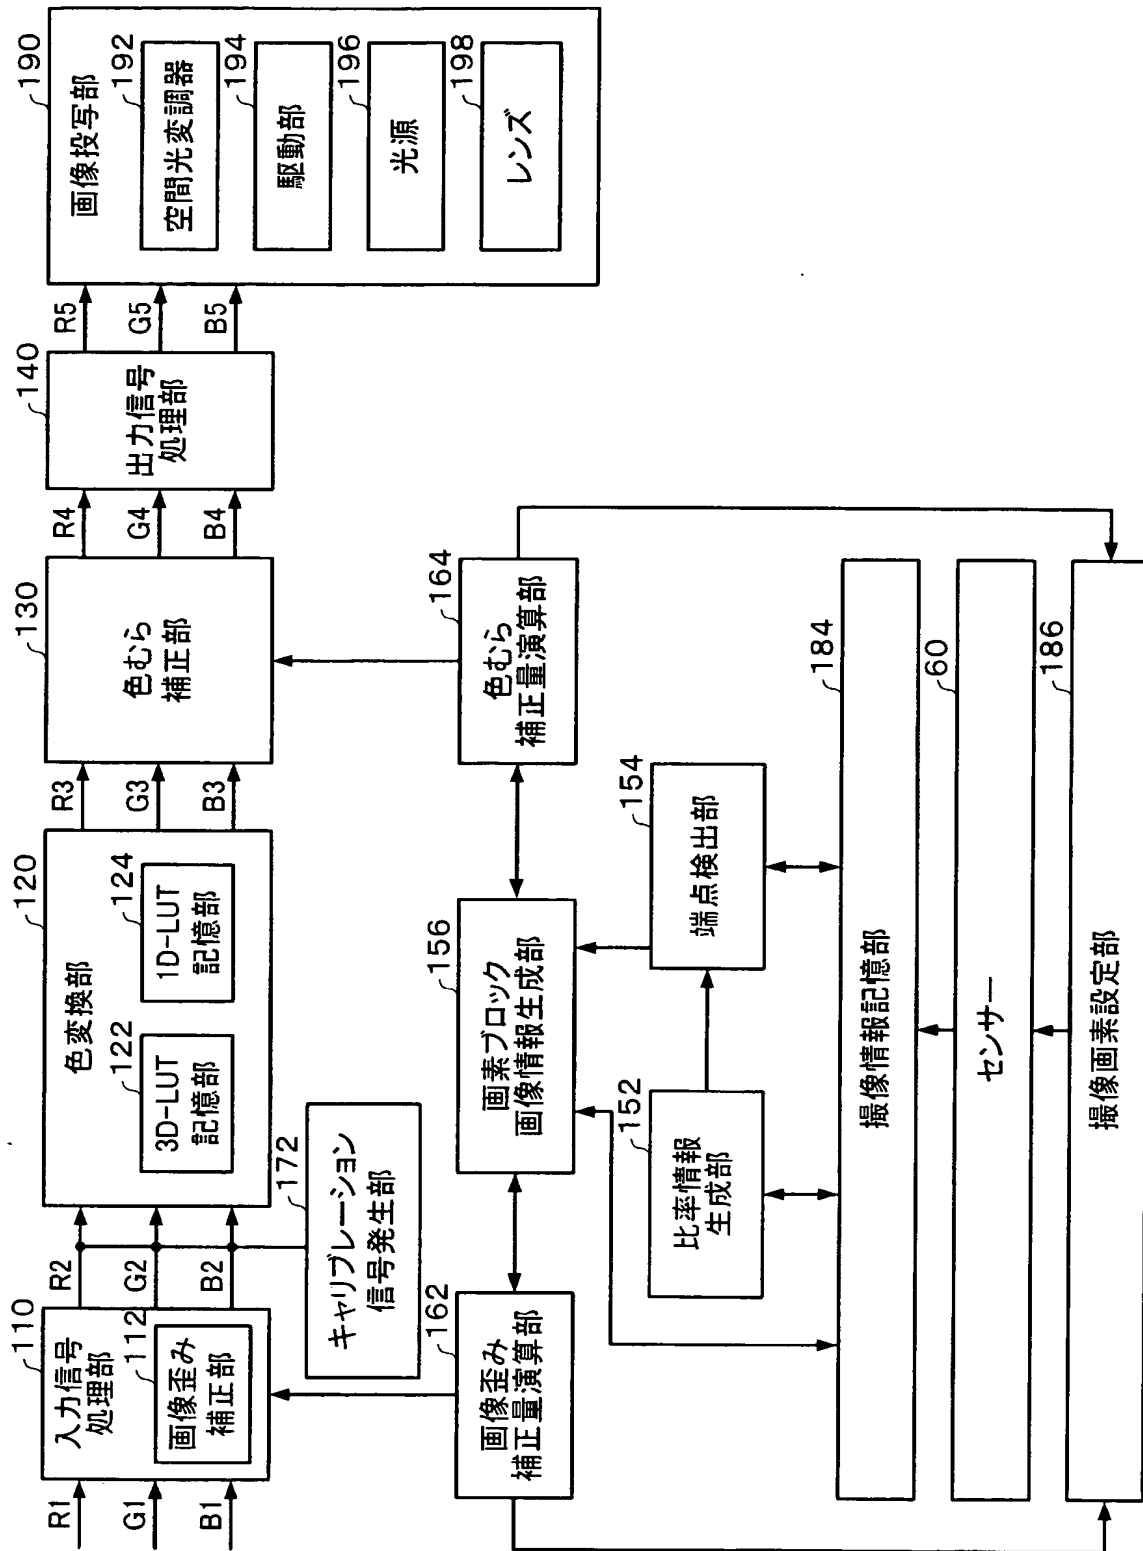 R1
G1
B1
110
入力信号
処理部
112
画像歪み
補正部
R2
G2
B2
172
キャリブレーション
信号発生部
120
色変換部
122
3D-LUT
記憶部
124
1D-LUT
記憶部
R3
G3
B3
130
色むら
補正部
R4
G4
B4
140
出力信号
処理部
R5
G5
B5
190
画像投写部
192
空間光変調器
194
駆動部
196
光源
198
レンズ
162
画像歪み
補正量演算部
156
画素ブロック
画像情報生成部
164
色むら
補正量演算部
152
比率情報
生成部
154
端点検出部
184
撮像情報記憶部
60
センサー
186
撮像画素設定部